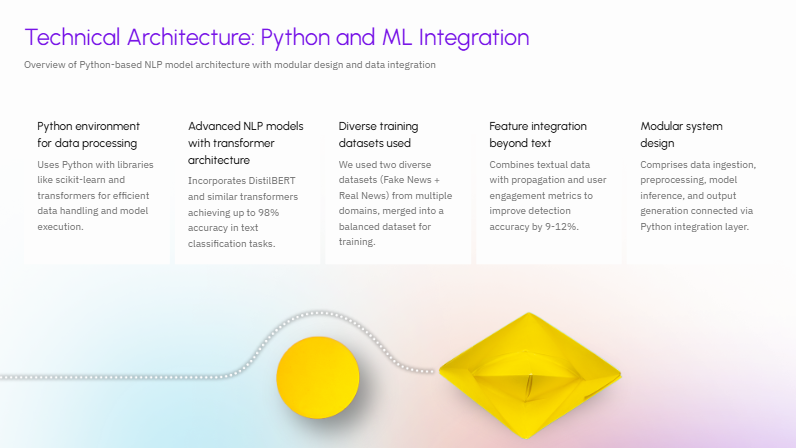 Technical Architecture: Python and ML Integration
Overview of Python-based NLP model architecture with modular design and data integration
Python environment
for data processing
Uses Python with libraries
like scikit-learn and
transformers for efficient
data handling and model
execution.
Advanced NLP models
with transformer
architecture
Incorporates DistilBERT
and similar transformers
achieving up to 98%
accuracy in text
classification tasks.
Diverse training
datasets used
We used two diverse
datasets (Fake News +
Real News) from multiple
domains, merged into a
balanced dataset for
training.
Feature integration
beyond text
Combines textual data
with propagation and user
engagement metrics to
improve detection
accuracy by 9-12%.
Modular system
design
Comprises data ingestion,
preprocessing, model
inference, and output
generation connected via
Python integration layer.